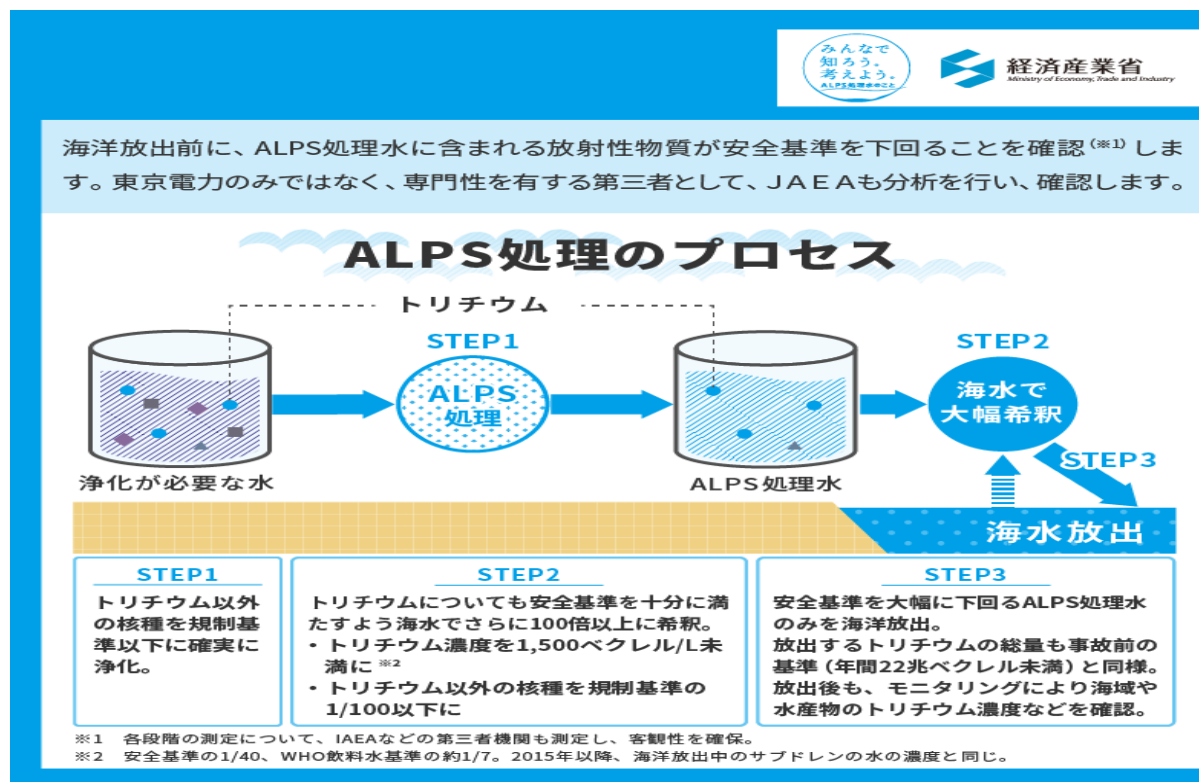 みんなで
知ろう。
考えよう。
ALPS処理水のこと
経済産業省
Ministry of Economy, Trade and Industry
海洋放出前に、ALPS処理水に含まれる放射性物質が安全基準を下回ることを確認(※1)しま
す。東京電力のみではなく、専門性を有する第三者として、JAEAも分析を行い、確認します。
ALPS処理のプロセス
トリチウム
STEP1
STEP2
ALPS
処理
海水で
大幅希釈
STEP3
浄化が必要な水
ALPS処理水
海水放出
STEP1
トリチウム以外
の核種を規制基
準以下に確実に
浄化。
STEP2
トリチウムについても安全基準を十分に満
たすよう海水でさらに100倍以上に希釈。
・トリチウム濃度を1,500ベクレル/L未
満に ※2
・トリチウム以外の核種を規制基準の
1/100以下に
STEP3
安全基準を大幅に下回るALPS処理水
のみを海洋放出。
放出するトリチウムの総量も事故前の
基準（年間22兆ベクレル未満）と同様。
放出後も、モニタリングにより海域や
水産物のトリチウム濃度などを確認。
※1 各段階の測定について、IAEAなどの第三者機関も測定し、客観性を確保。
※2 安全基準の1/40、WHO飲料水基準の約1/7。2015年以降、海洋放出中のサブドレンの水の濃度と同じ。